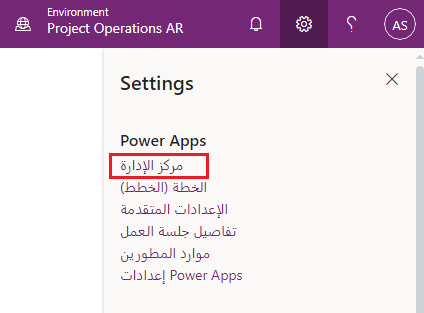 Environment
Project Operations AR
AS
Settings
Power Apps
مركز الإدارة
الخطة (الخطط)
الإعدادات المتقدمة
تفاصيل جلسة العمل
موارد المطورين
إعدادات Power Apps